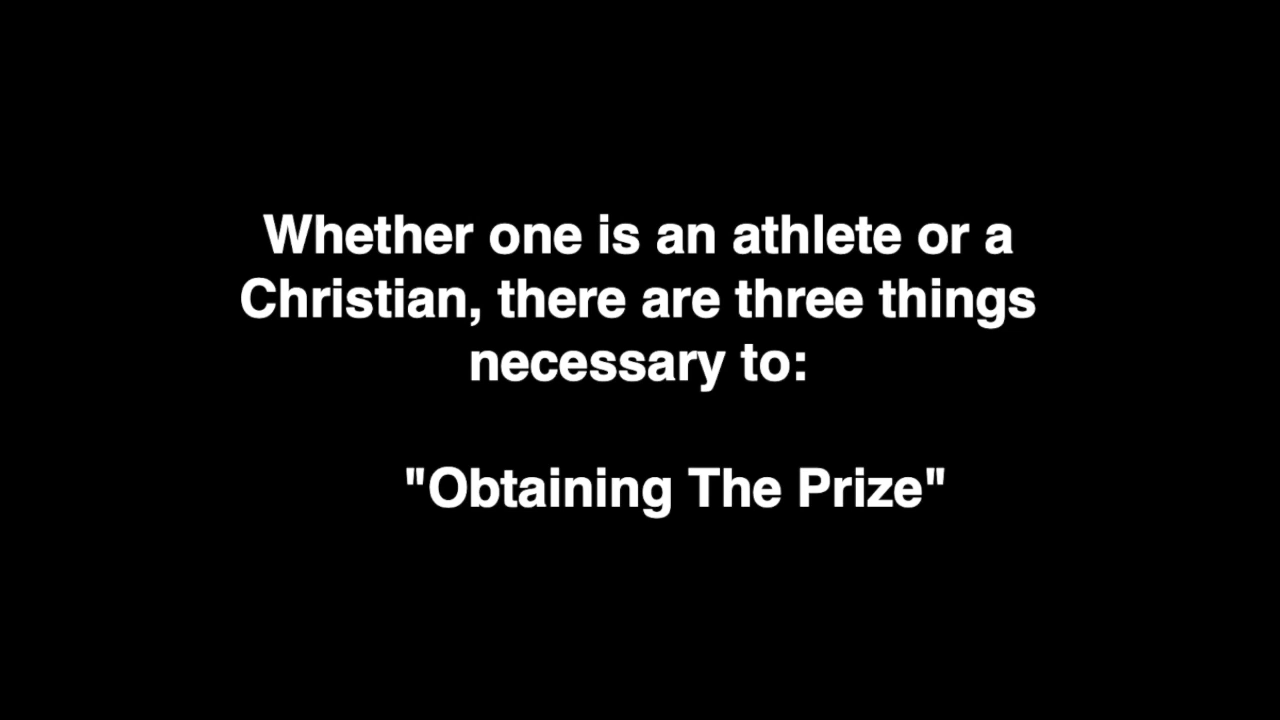 Whether one is an athlete or a
Christian, there are three things
necessary to:
"Obtaining The Prize"